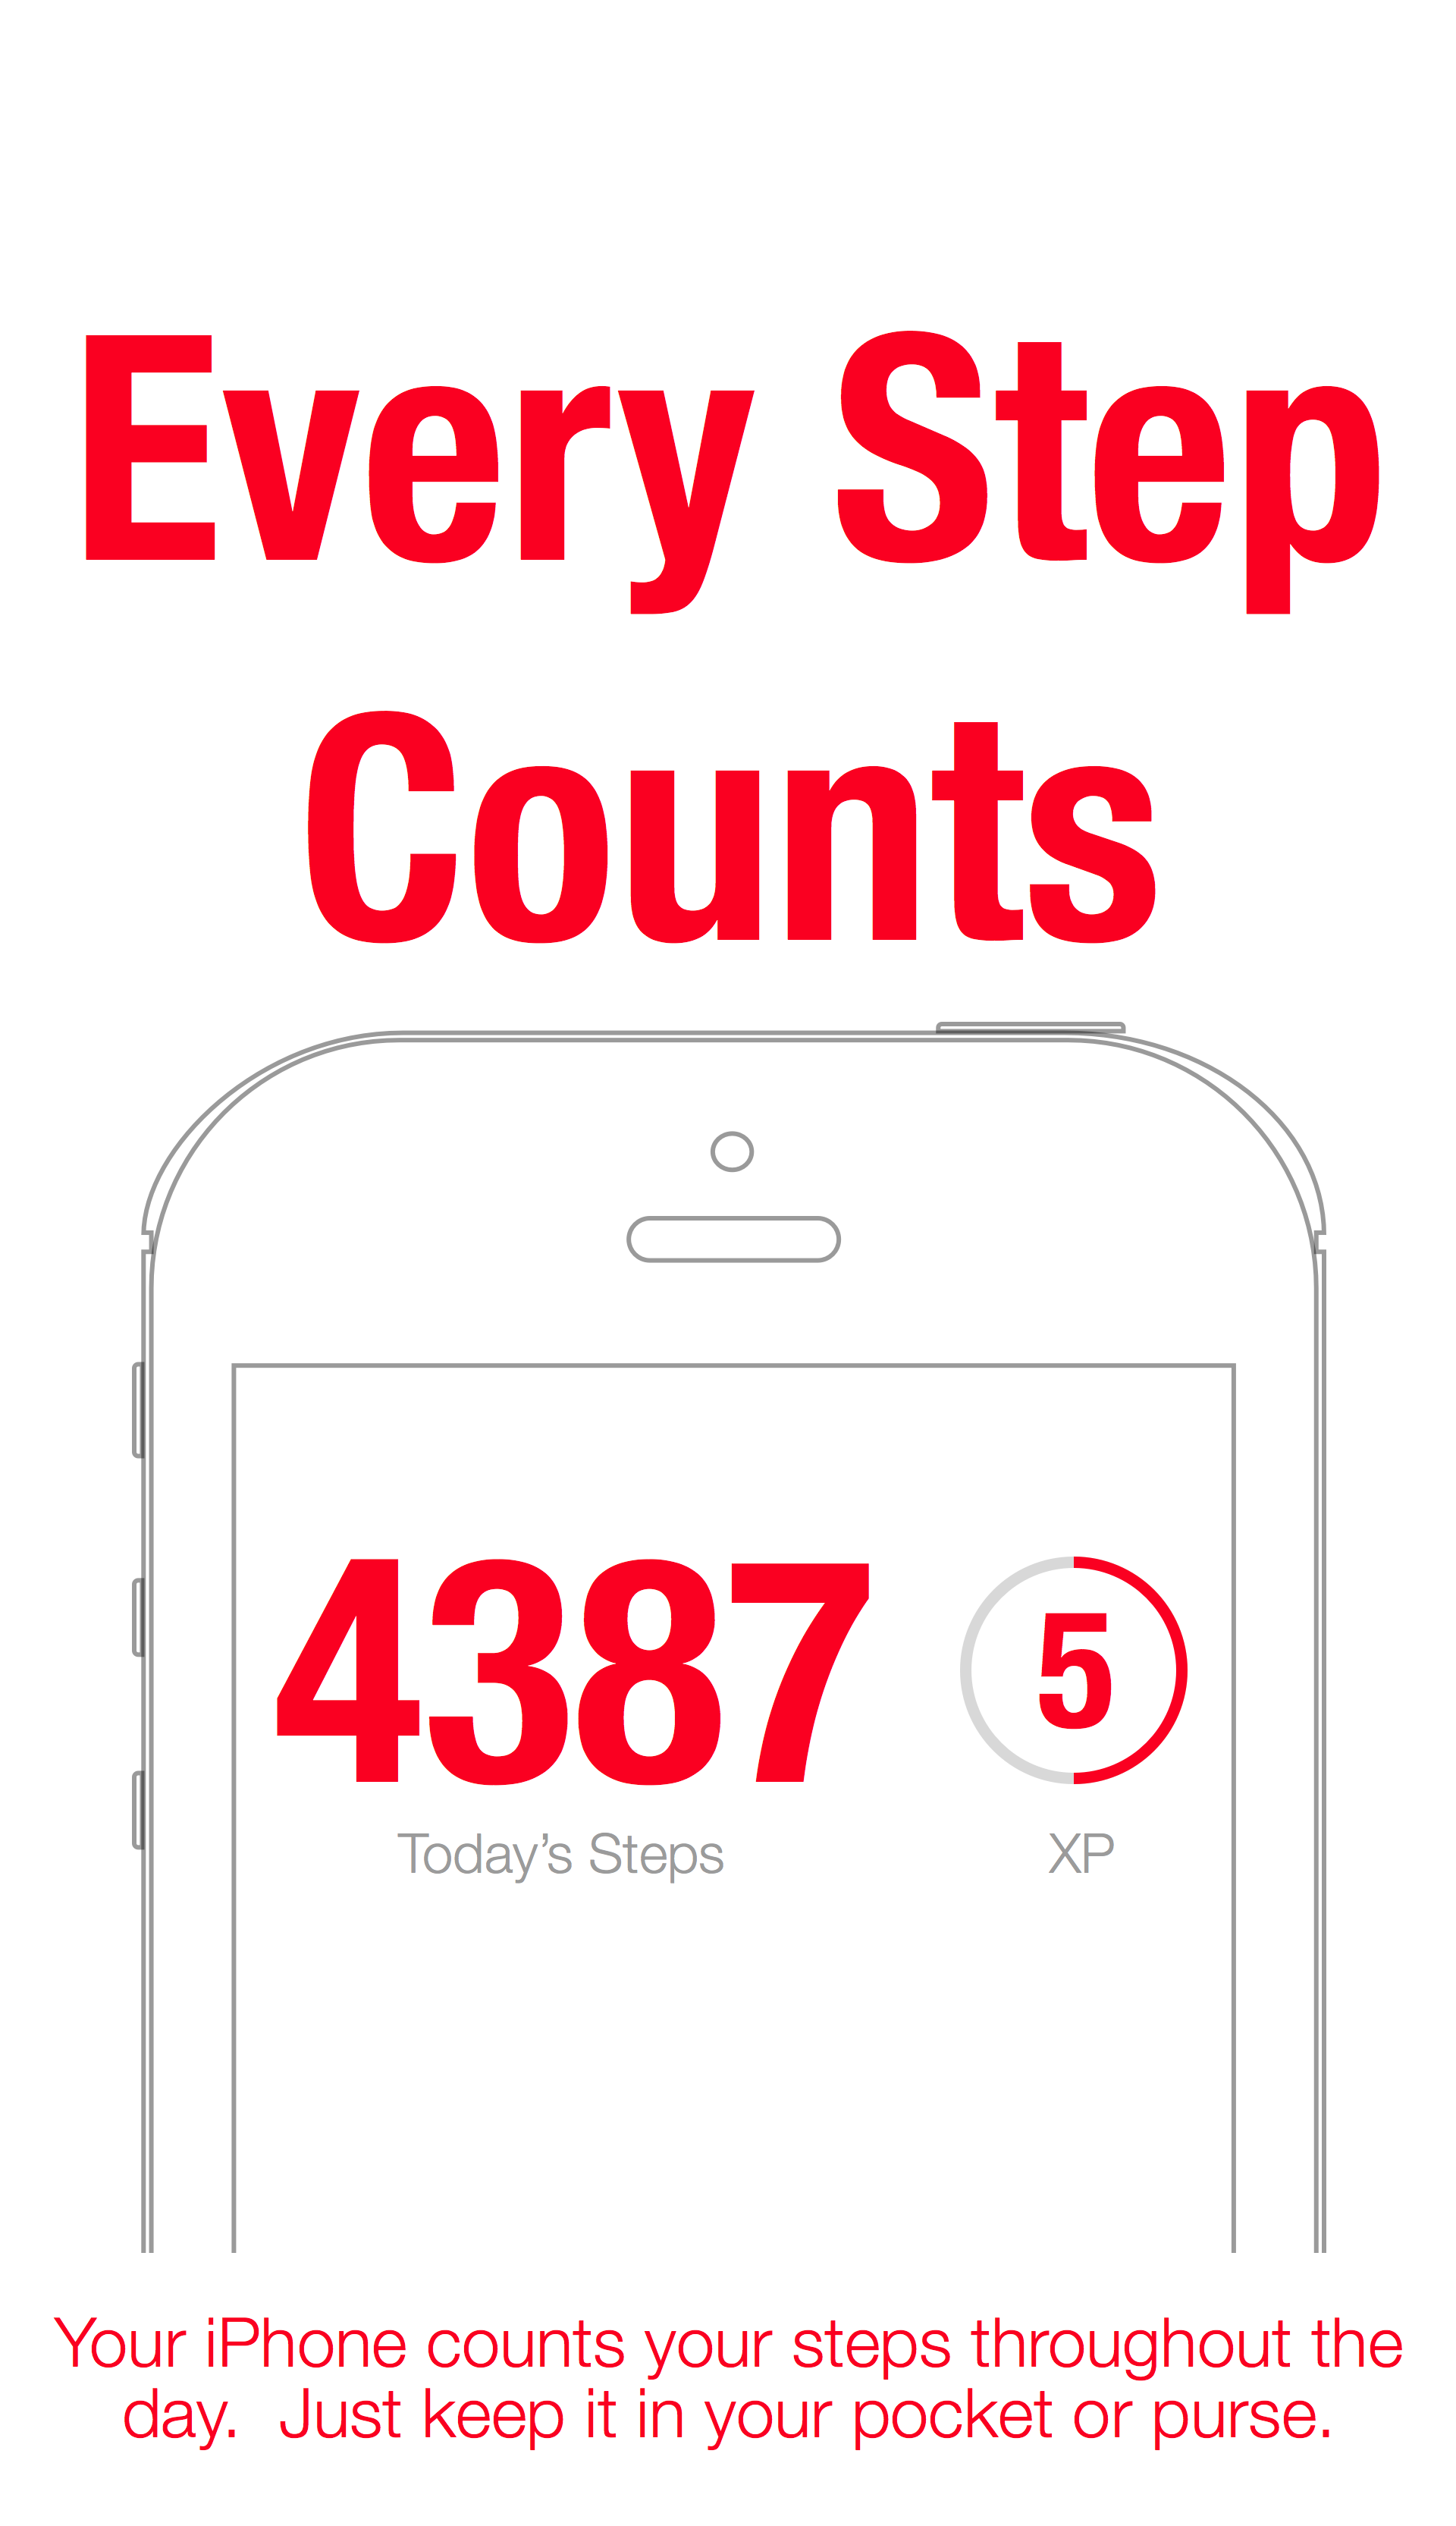 Every Step
Counts
4387
5
Today’s Steps
XP
Your iPhone counts your steps throughout the
day.  Just keep it in your pocket or purse.